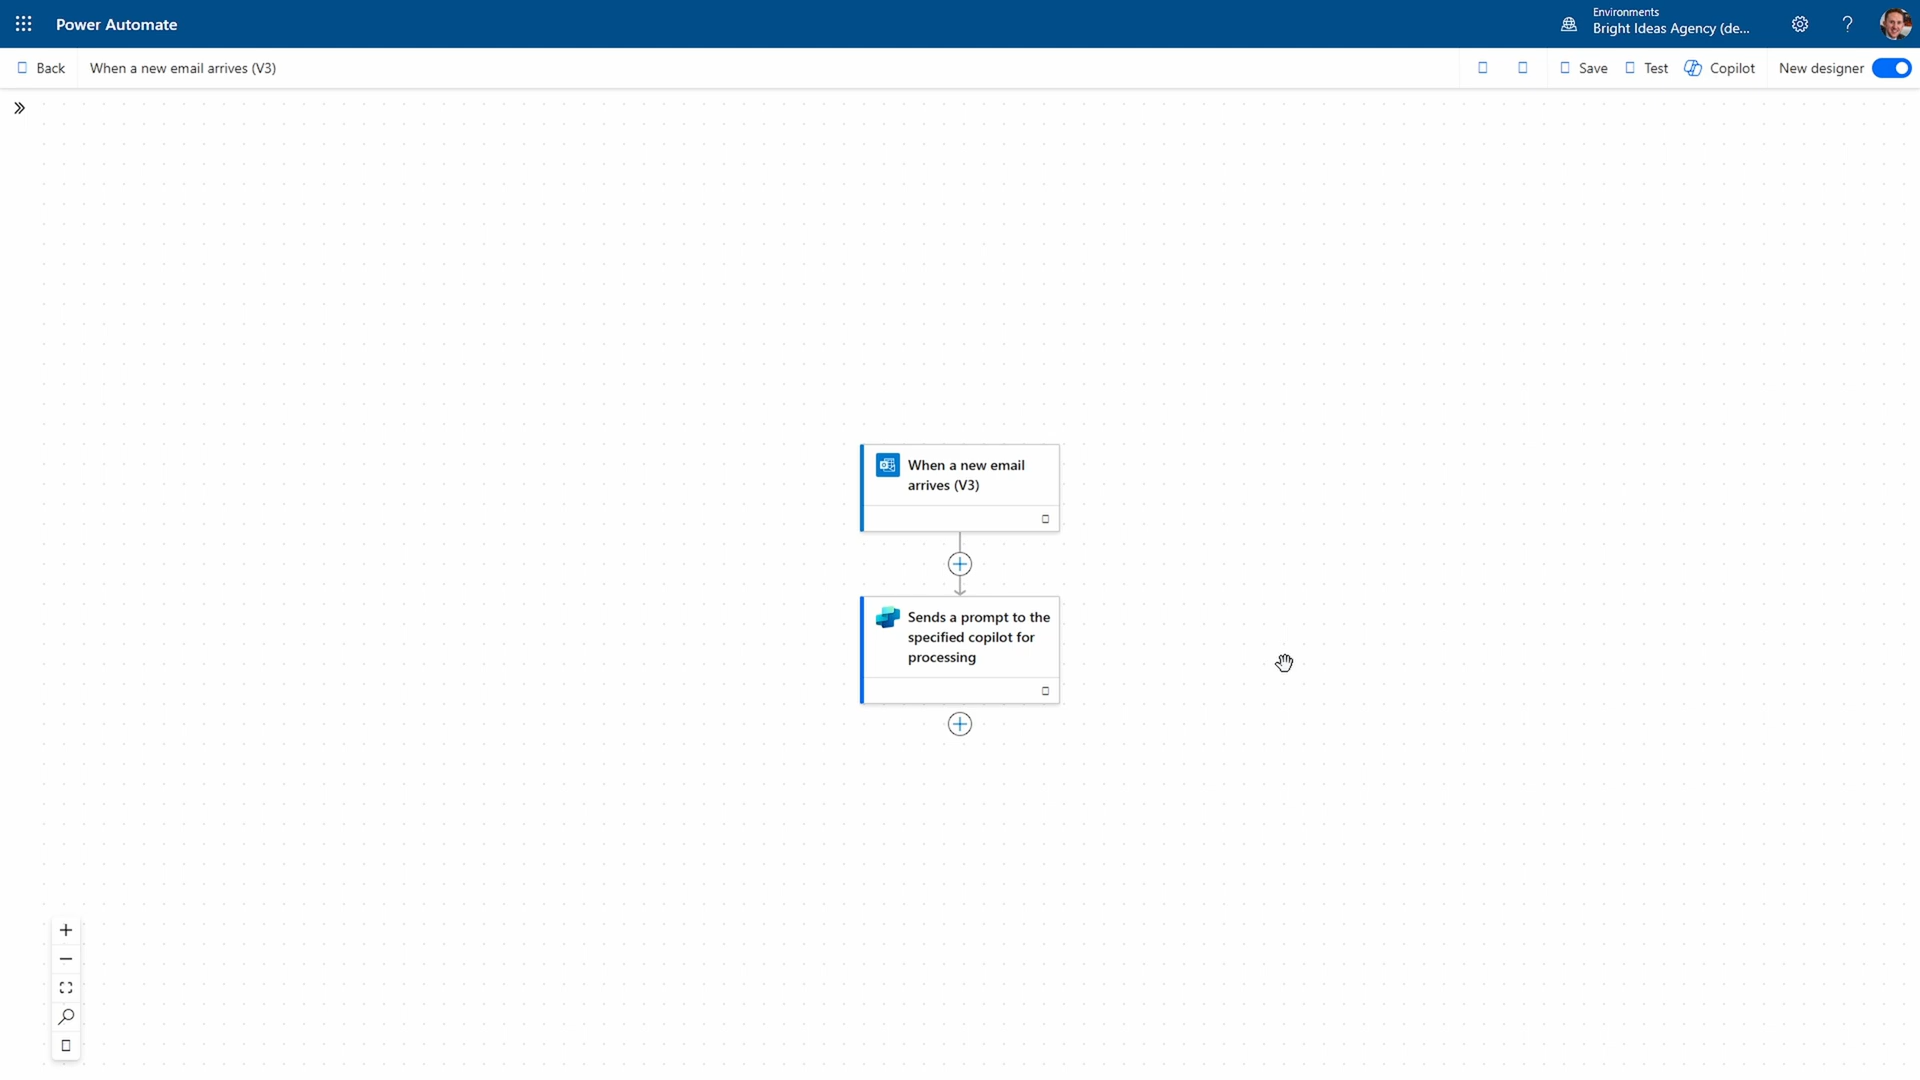 Power Automate
Environments
Bright Ideas Agency (de...
Back
When a new email arrives (V3)
Save
Test
Copilot
New designer
When a new email
arrives (V3)
Sends a prompt to the
specified copilot for
processing